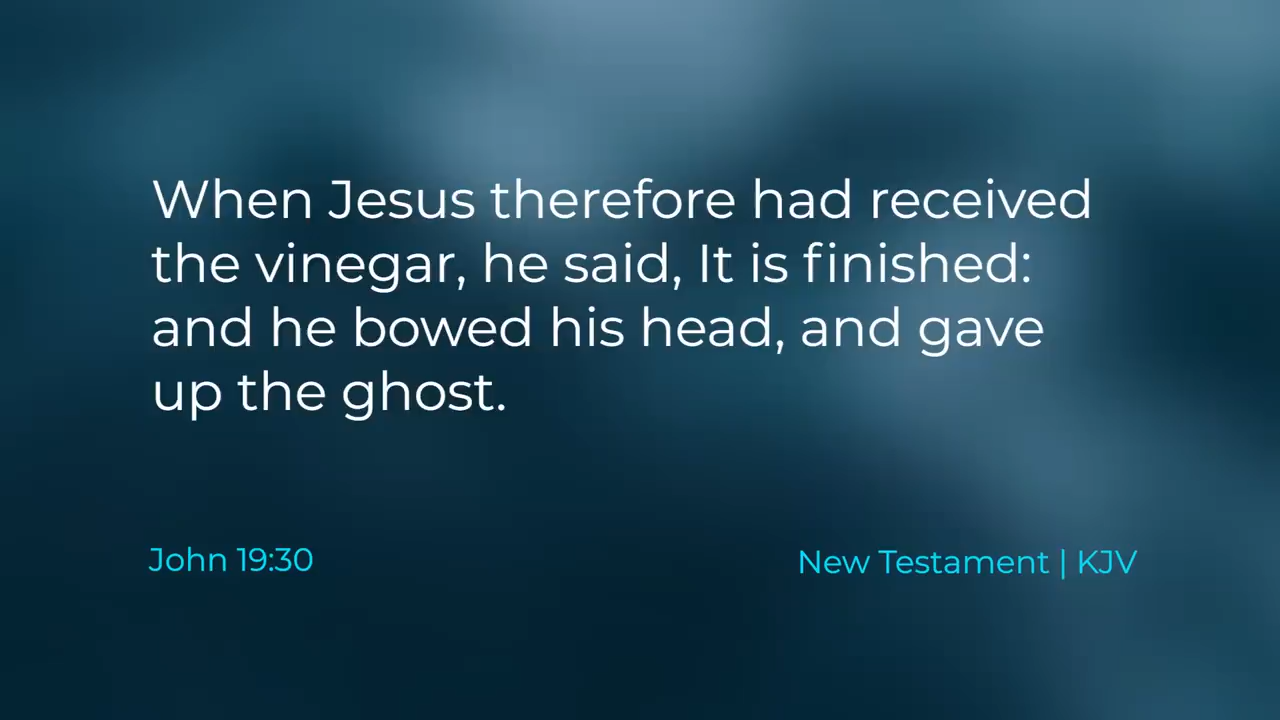 When Jesus therefore had received
the vinegar, he said, It is finished:
and he bowed his head, and gave
up the ghost.
John 19:30
New Testament | KJV